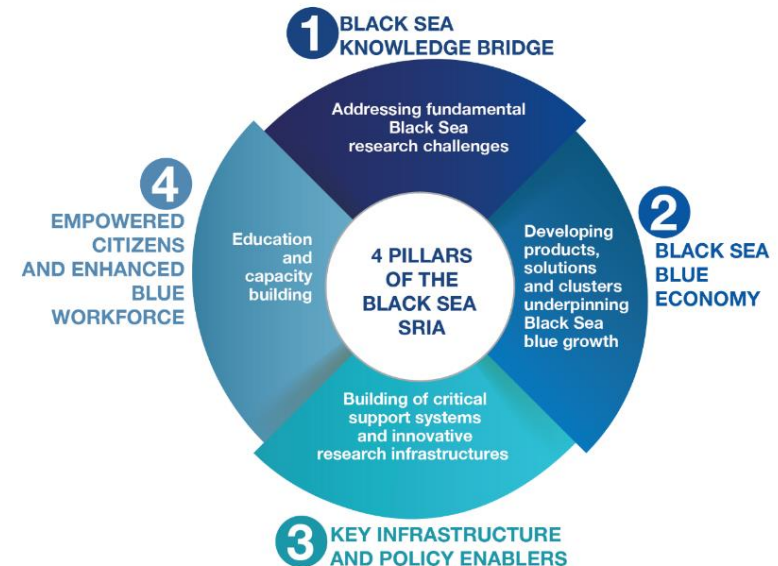 1 BLACK SEA
KNOWLEDGE BRIDGE
Addressing fundamental
Black Sea
research challenges
2
BLACK SEA
BLUE
ECONOMY
Developing
products,
solutions
and clusters
underpinning
Black Sea
blue growth
3 KEY INFRASTRUCTURE
AND POLICY ENABLERS
Building of critical
support systems
and innovative
research infrastructures
4
EMPOWERED
CITIZENS
AND ENHANCED
BLUE
WORKFORCE
Education
and
capacity
building
4 PILLARS
OF THE
BLACK SEA
SRIA